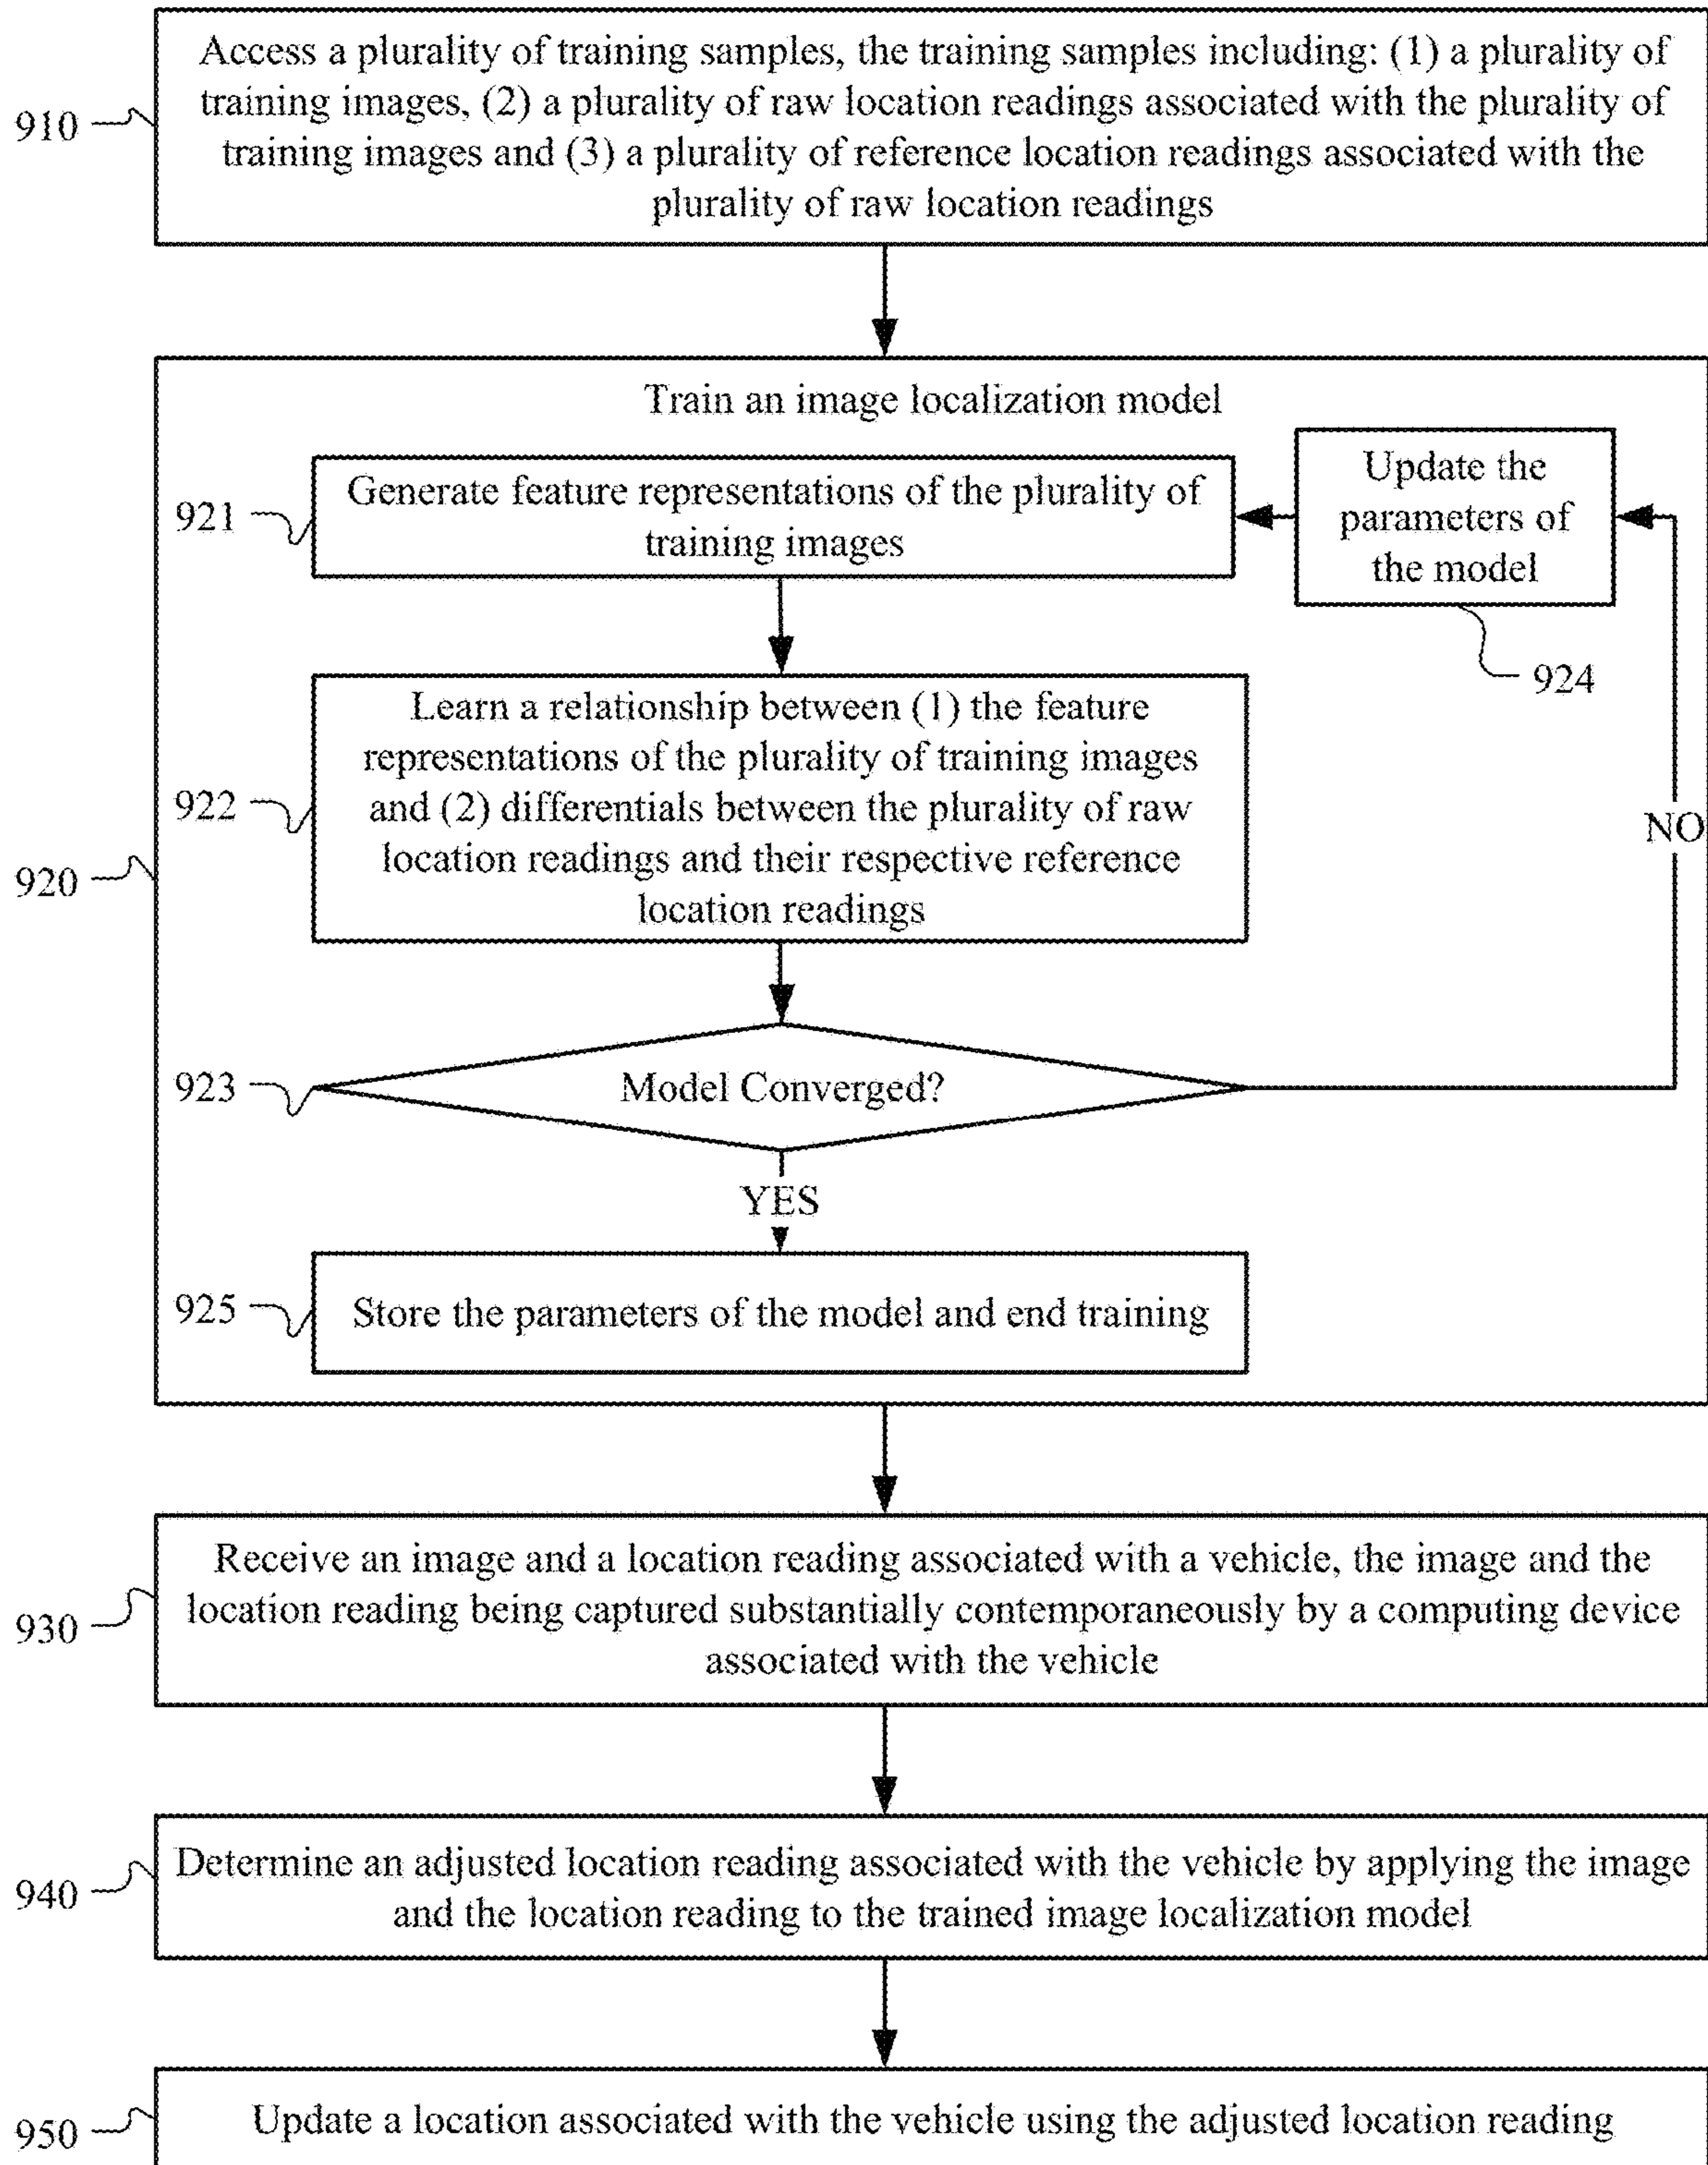 Access a plurality of training samples, the training samples including: (1) a plurality of
training images, (2) a plurality of raw location readings associated with the plurality of
training images and (3) a plurality of reference location readings associated with the
plurality of raw location readings
910
Train an image localization model
Generate feature representations of the plurality of
training images
921
Update the
parameters of
the model
924
Learn a relationship between (1) the feature
representations of the plurality of training images
and (2) differentials between the plurality of raw
location readings and their respective reference
location readings
922
920
NO
Model Converged?
923
YES
Store the parameters of the model and end training
925
Receive an image and a location reading associated with a vehicle, the image and the
location reading being captured substantially contemporaneously by a computing device
associated with the vehicle
930
Determine an adjusted location reading associated with the vehicle by applying the image
and the location reading to the trained image localization model
940
Update a location associated with the vehicle using the adjusted location reading
950